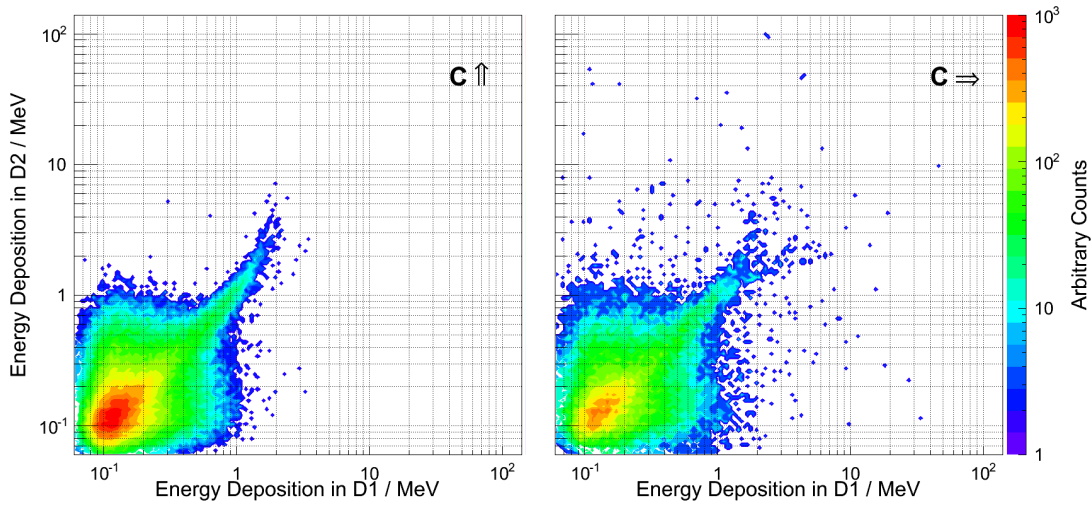 Energy Deposition in D2 / MeV
10²
10
1
10⁻¹
C ⇑
10⁻¹
1
10
10²
Energy Deposition in D1 / MeV
C ⇒
10⁻¹
1
10
10²
Energy Deposition in D1 / MeV
10³
10²
10
1
Arbitrary Counts